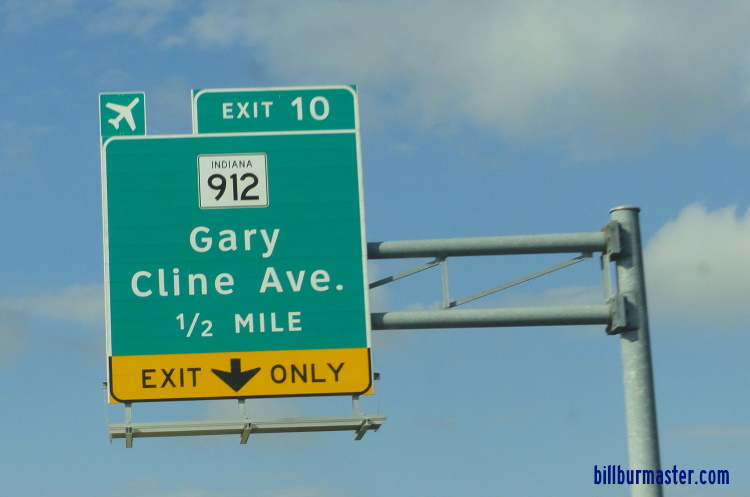 EXIT 10
INDIANA
912
Gary
Cline Ave.
1/2 MILE
EXIT ONLY
billburmaster.com